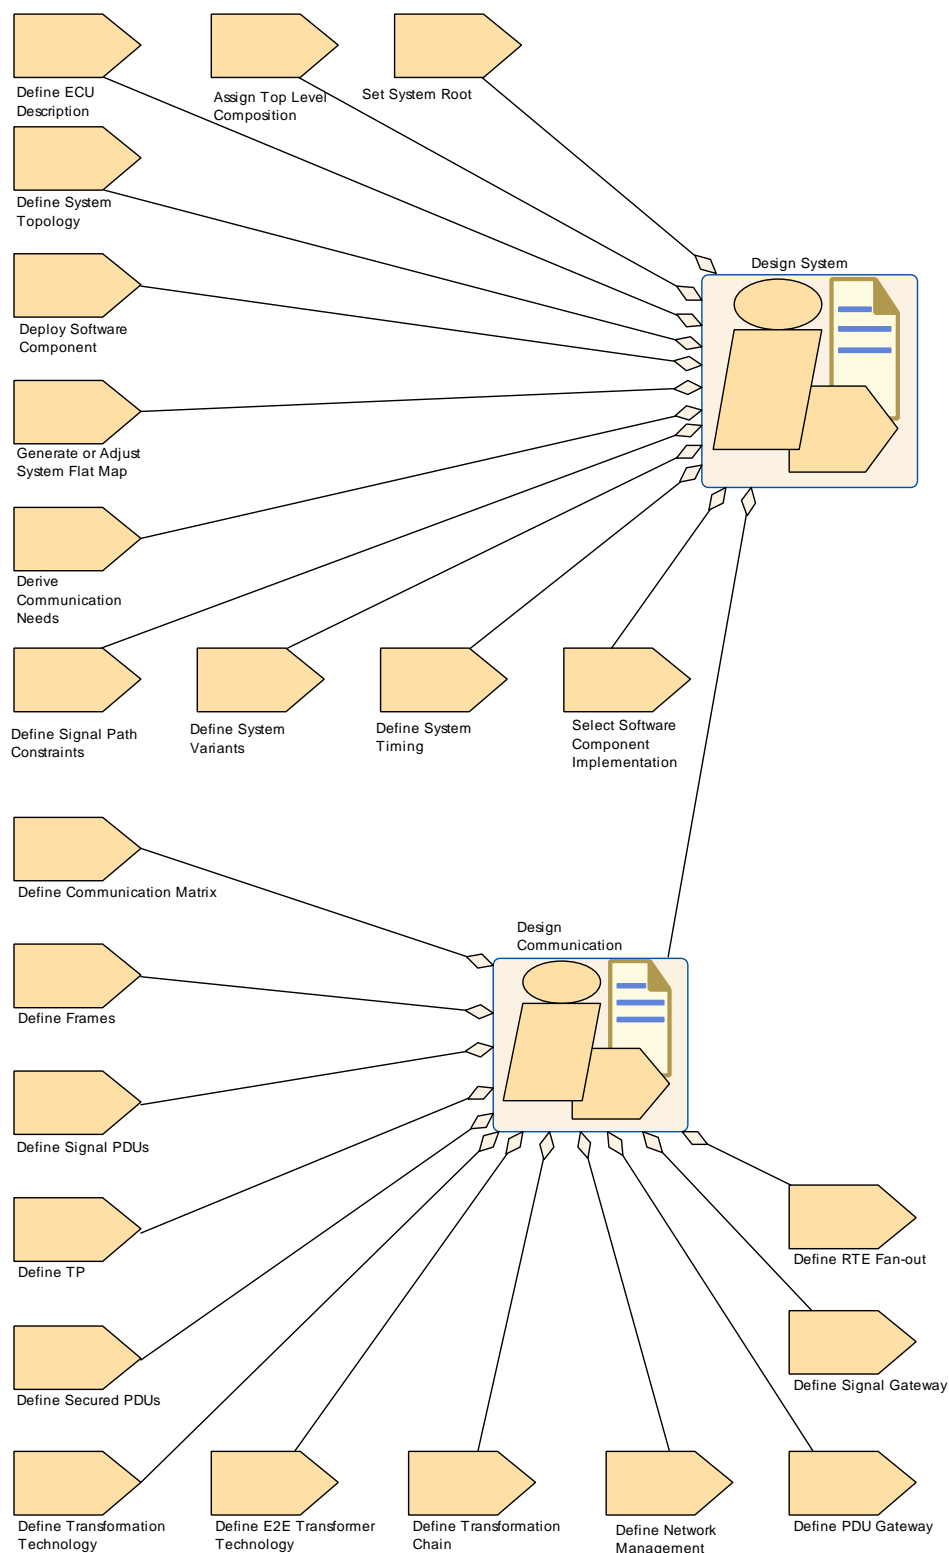 Define ECU
Description
Assign Top Level
Composition
Set System Root
Define System
Topology
Design System
Deploy Software
Component
Generate or Adjust
System Flat Map
Derive
Communication
Needs
Define Signal Path
Constraints
Define System
Variants
Define System
Timing
Select Software
Component
Implementation
Define Communication Matrix
Design
Communication
Define Frames
Define Signal PDUs
Define TP
Define RTE Fan-out
Define Secured PDUs
Define Signal Gateway
Define Transformation
Technology
Define E2E Transformer
Technology
Define Transformation
Chain
Define Network
Management
Define PDU Gateway